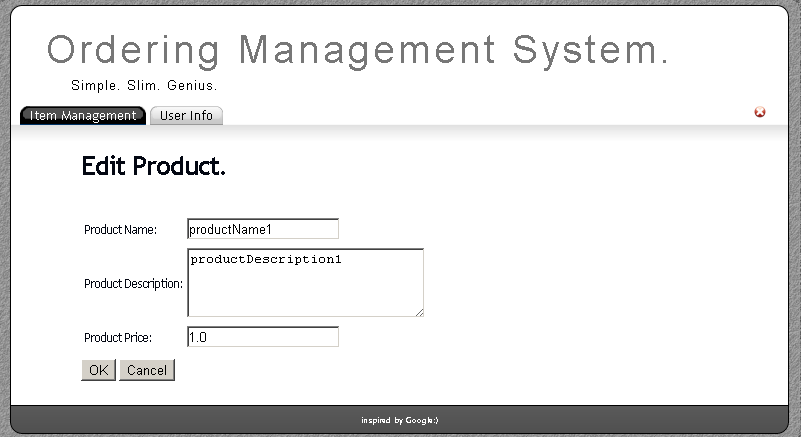 Ordering Management System.
Simple. Slim. Genius.
Item Management User Info
Edit Product.
Product Name: productName1
Product Description: productDescription1
Product Price: 1.0
OK Cancel
inspired by Google:)